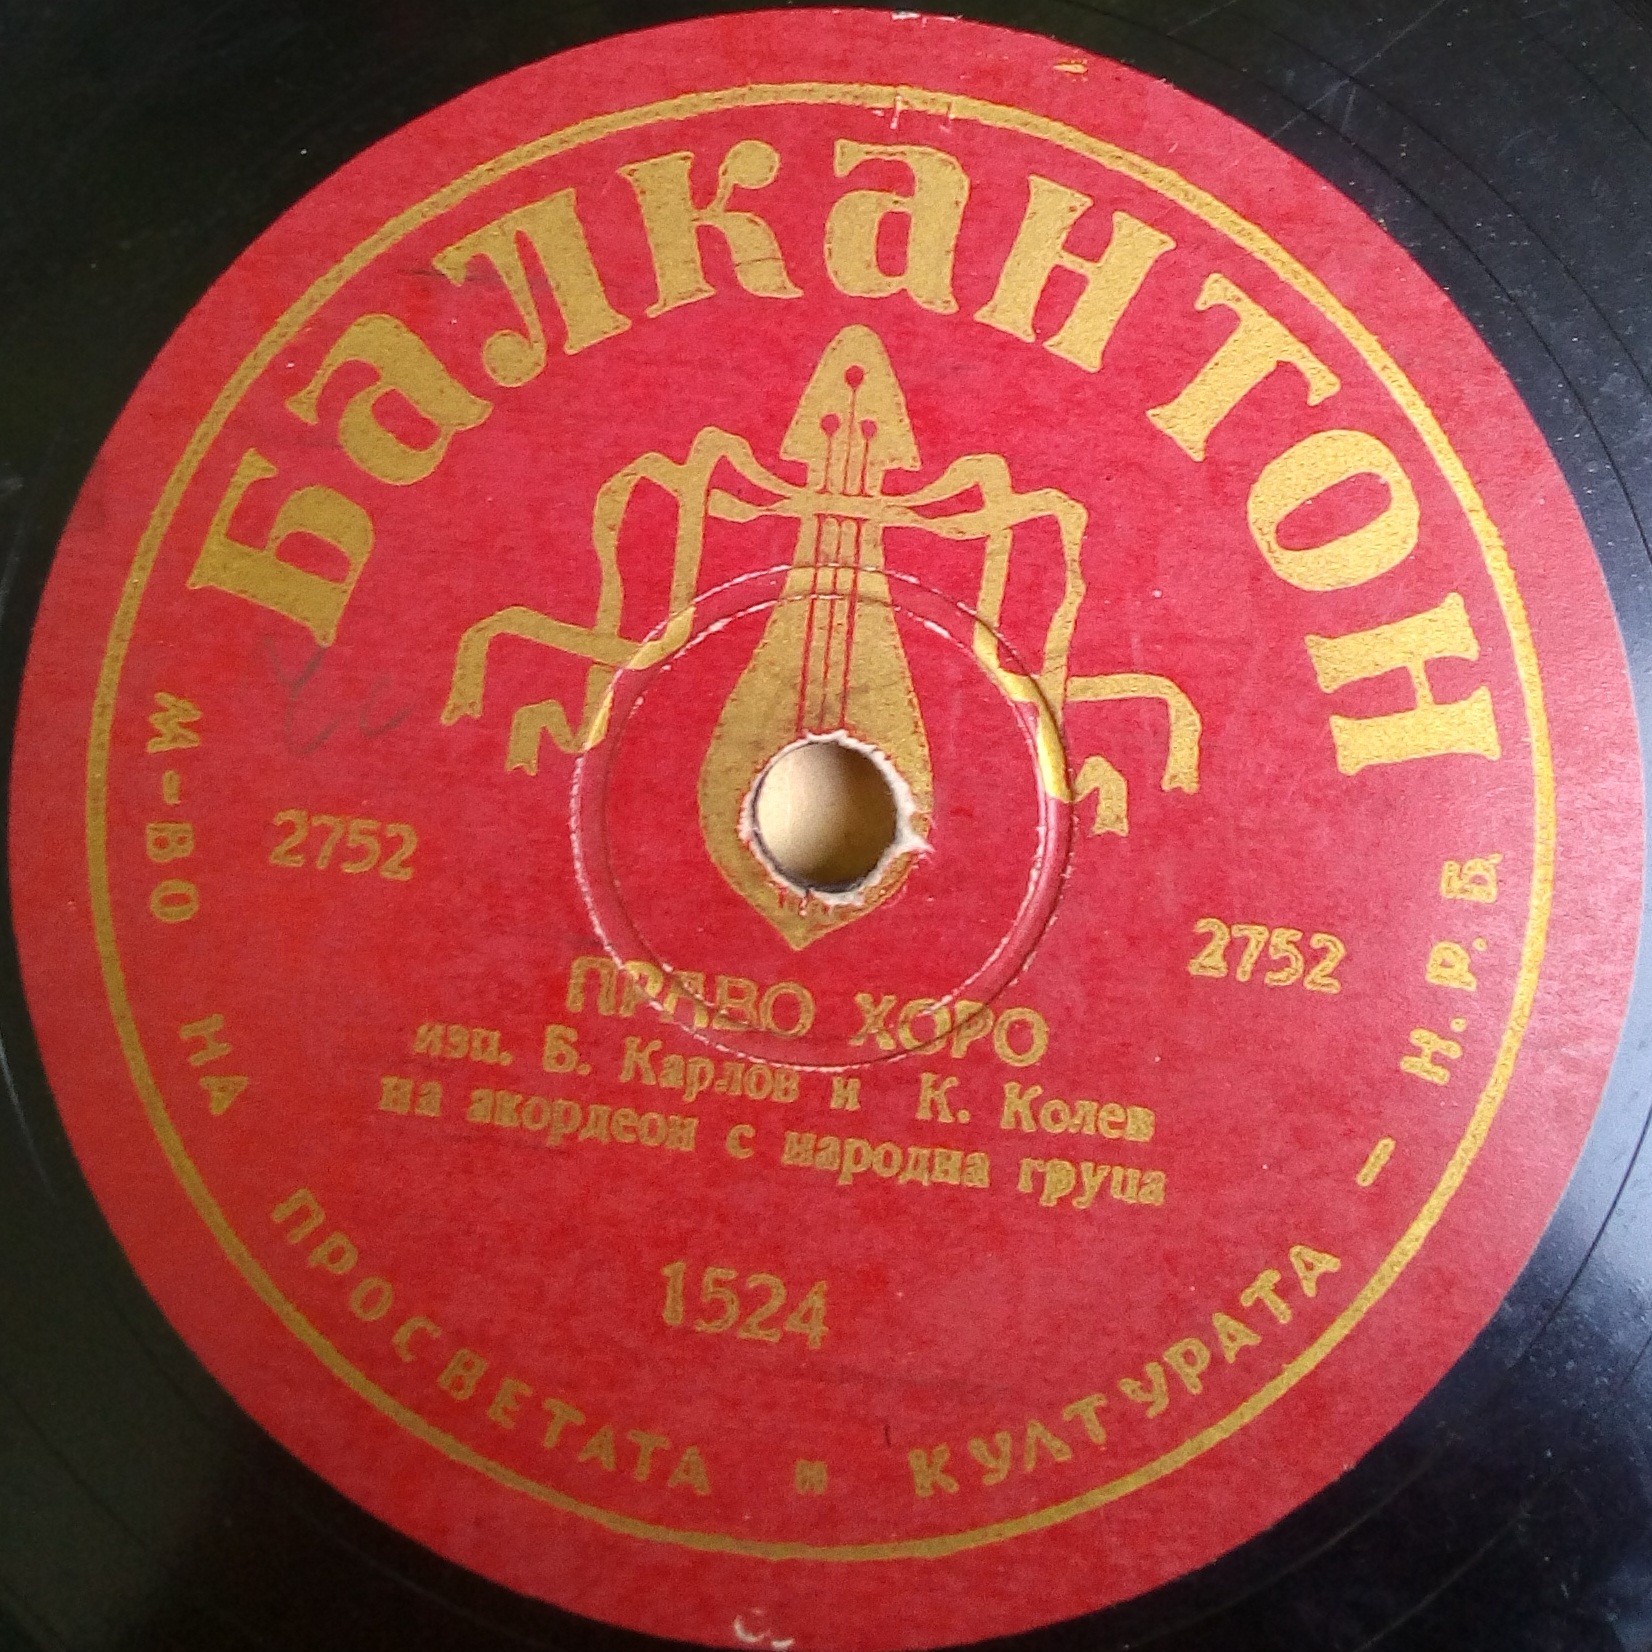 Балкантон
2752
2752
ПРАВО ХОРО
изп. Б. Карлов и К. Колев
на акордеон с народна група
1524
М-ВО НА ПРОСВЕТАТА И КУЛТУРАТА - Н.Р.Б.